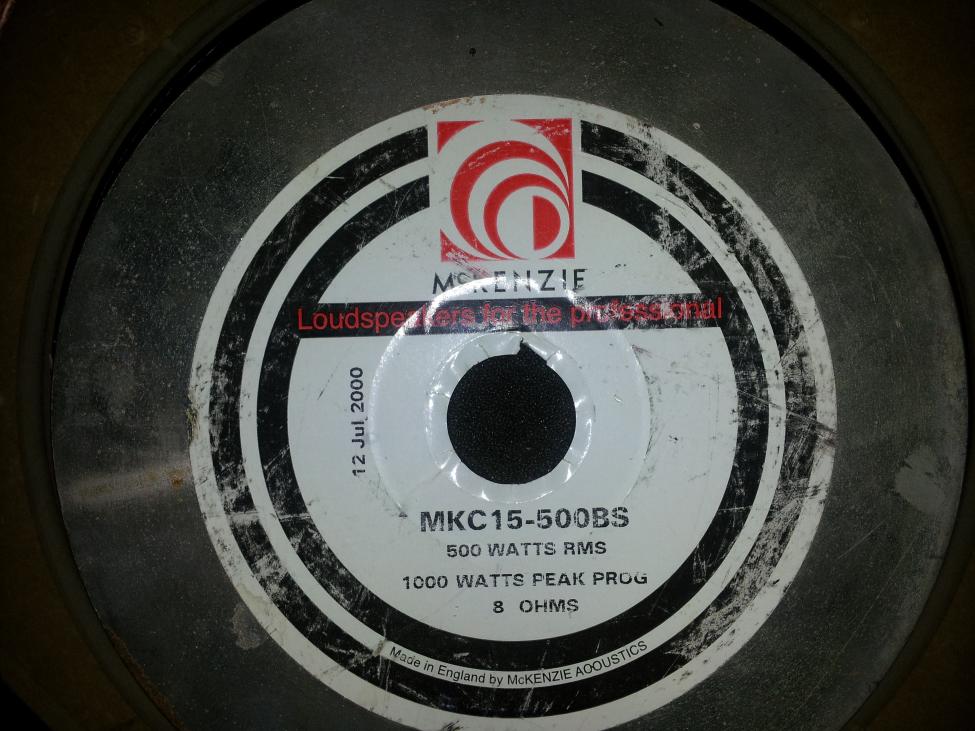 McKENZIE
Loudspeakers for the professional
12 Jul 2000
MKC15-500BS
500 WATTS RMS
1000 WATTS PEAK PROG
8 OHMS
Made in England by McKENZIE ACOUSTICS